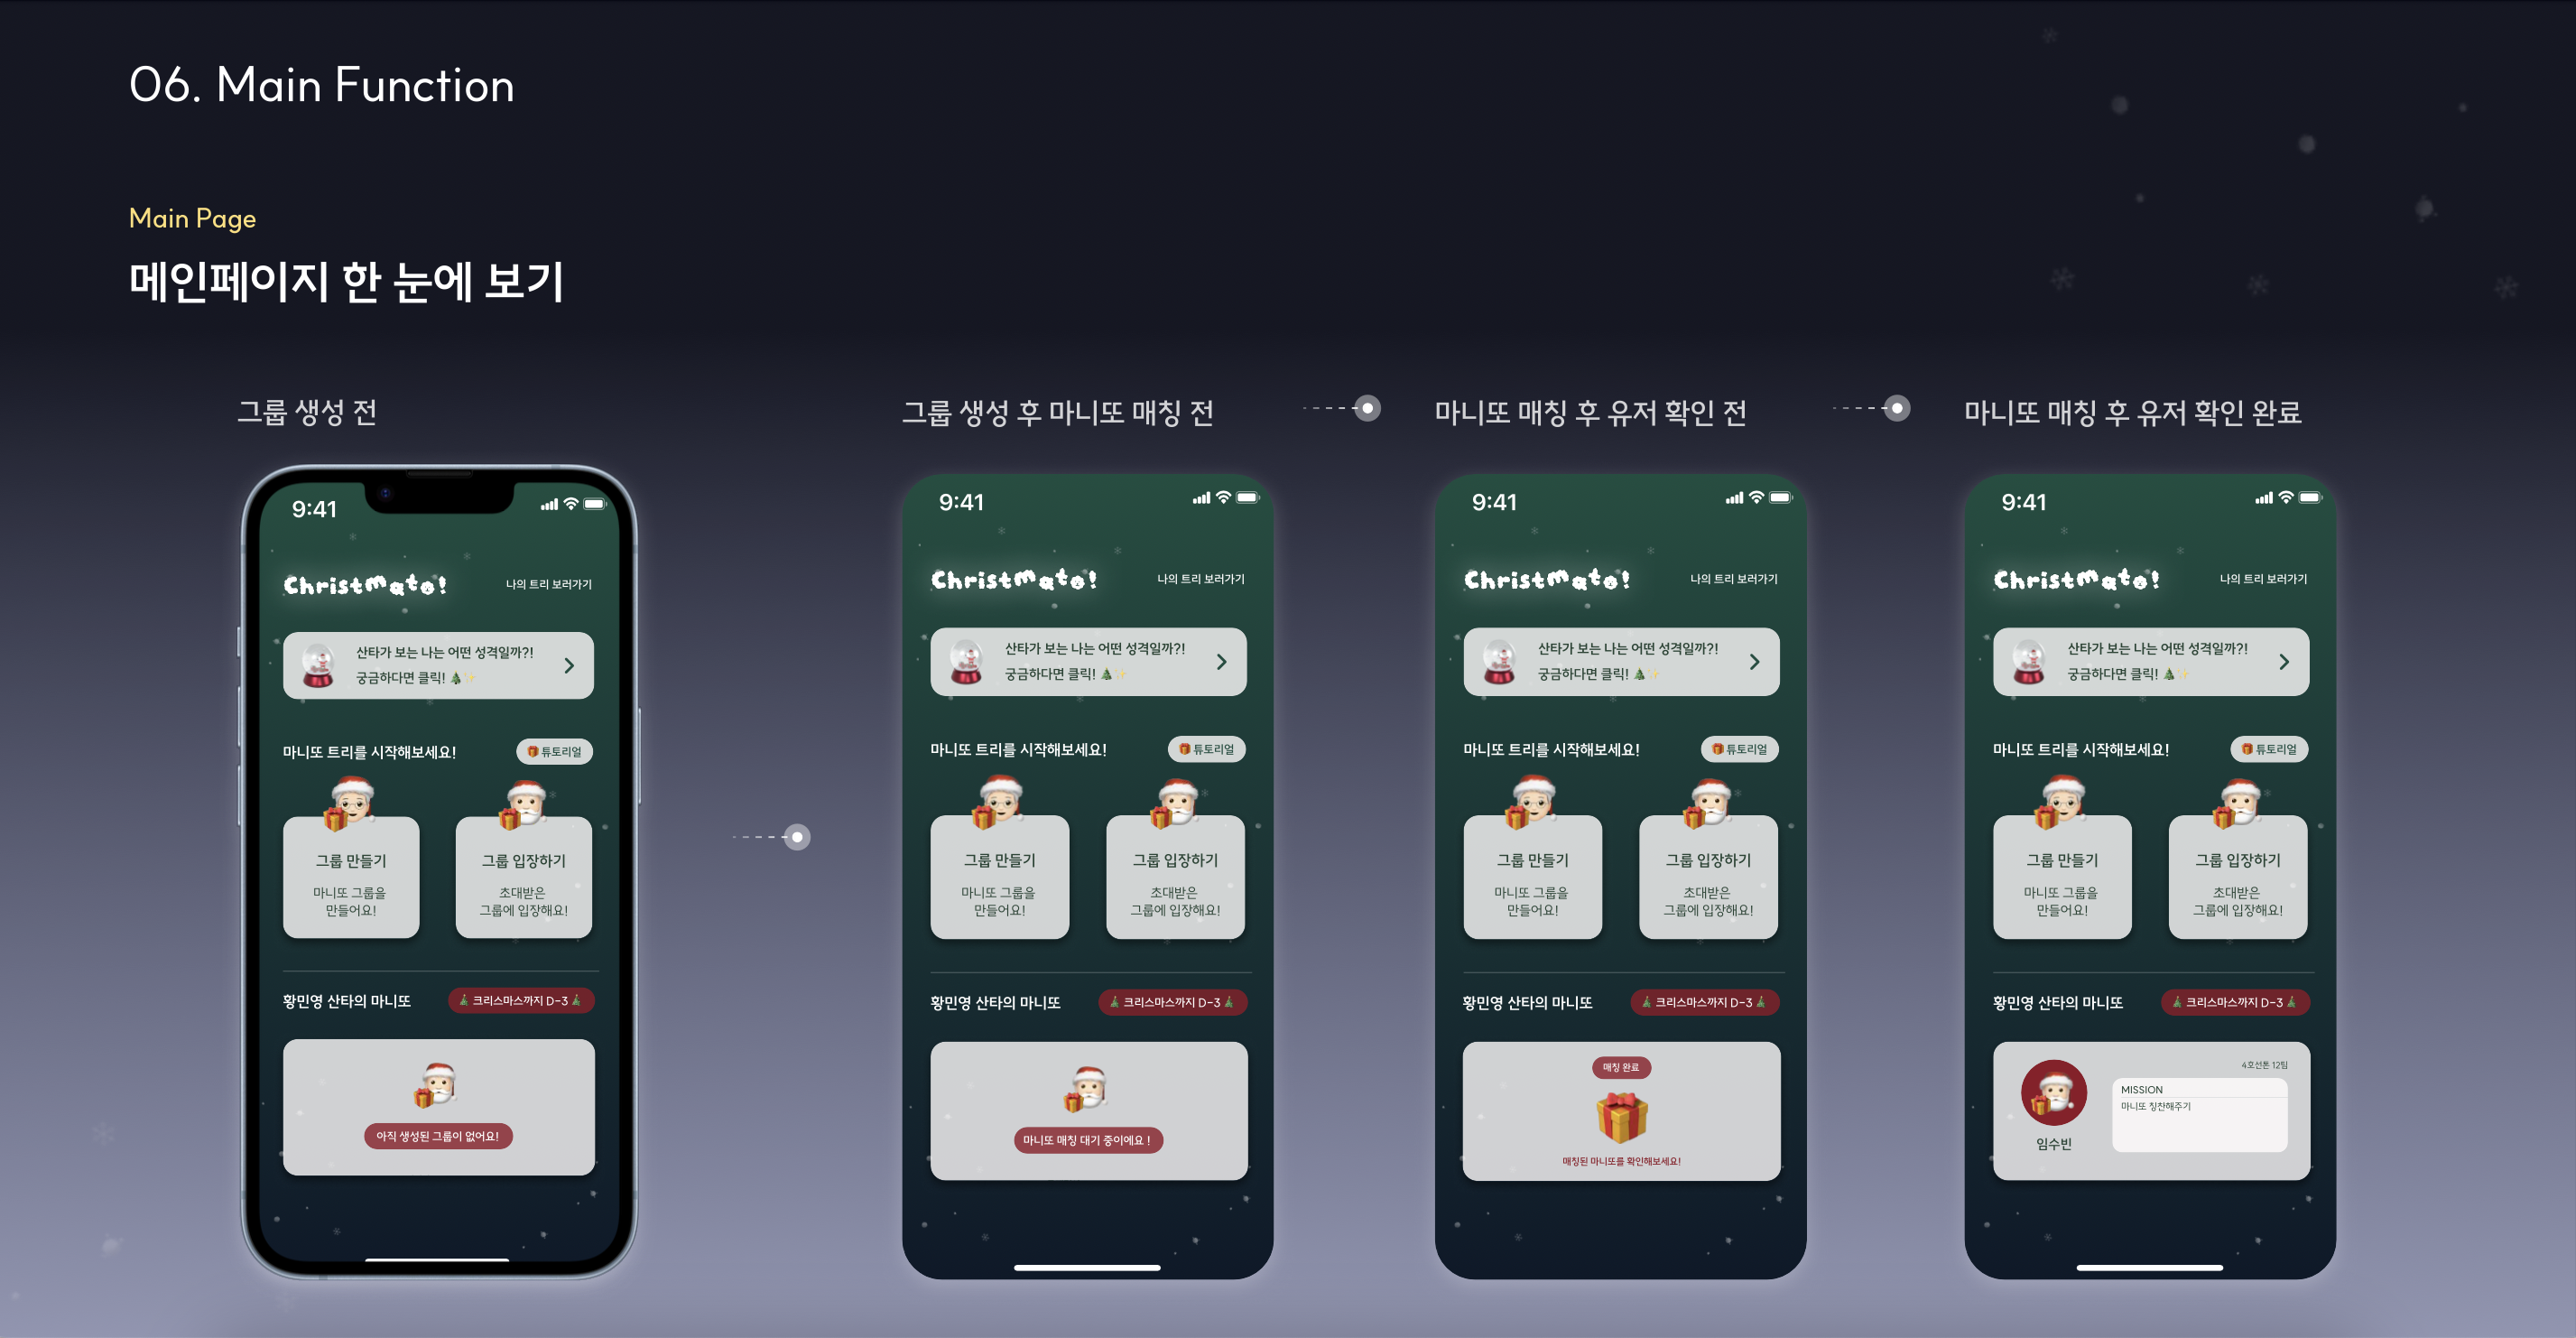 06. Main Function
Main Page
메인페이지 한 눈에 보기
그룹 생성 전
9:41
Christmato!
나의 트리 보러가기
산타가 보는 나는 어떤 성격일까?!
궁금하다면 클릭! 🎄✨
마니또 트리를 시작해보세요!
🎁 튜토리얼
그룹 만들기
마니또 그룹을
만들어요!
그룹 입장하기
초대받은
그룹에 입장해요!
황민영 산타의 마니또
크리스마스까지 D-3
아직 생성된 그룹이 없어요!
그룹 생성 후 마니또 매칭 전
9:41
Christmato!
나의 트리 보러가기
산타가 보는 나는 어떤 성격일까?!
궁금하다면 클릭! 🎄✨
마니또 트리를 시작해보세요!
🎁 튜토리얼
그룹 만들기
마니또 그룹을
만들어요!
그룹 입장하기
초대받은
그룹에 입장해요!
황민영 산타의 마니또
크리스마스까지 D-3
마니또 매칭 대기 중이에요 !
마니또 매칭 후 유저 확인 전
9:41
Christmato!
나의 트리 보러가기
산타가 보는 나는 어떤 성격일까?!
궁금하다면 클릭! 🎄✨
마니또 트리를 시작해보세요!
🎁 튜토리얼
그룹 만들기
마니또 그룹을
만들어요!
그룹 입장하기
초대받은
그룹에 입장해요!
황민영 산타의 마니또
크리스마스까지 D-3
매칭 완료
매칭된 마니또를 확인해보세요!
마니또 매칭 후 유저 확인 완료
9:41
Christmato!
나의 트리 보러가기
산타가 보는 나는 어떤 성격일까?!
궁금하다면 클릭! 🎄✨
마니또 트리를 시작해보세요!
🎁 튜토리얼
그룹 만들기
마니또 그룹을
만들어요!
그룹 입장하기
초대받은
그룹에 입장해요!
황민영 산타의 마니또
크리스마스까지 D-3
4호선톤 12팀
MISSION
마니또 칭찬해주기
임수빈